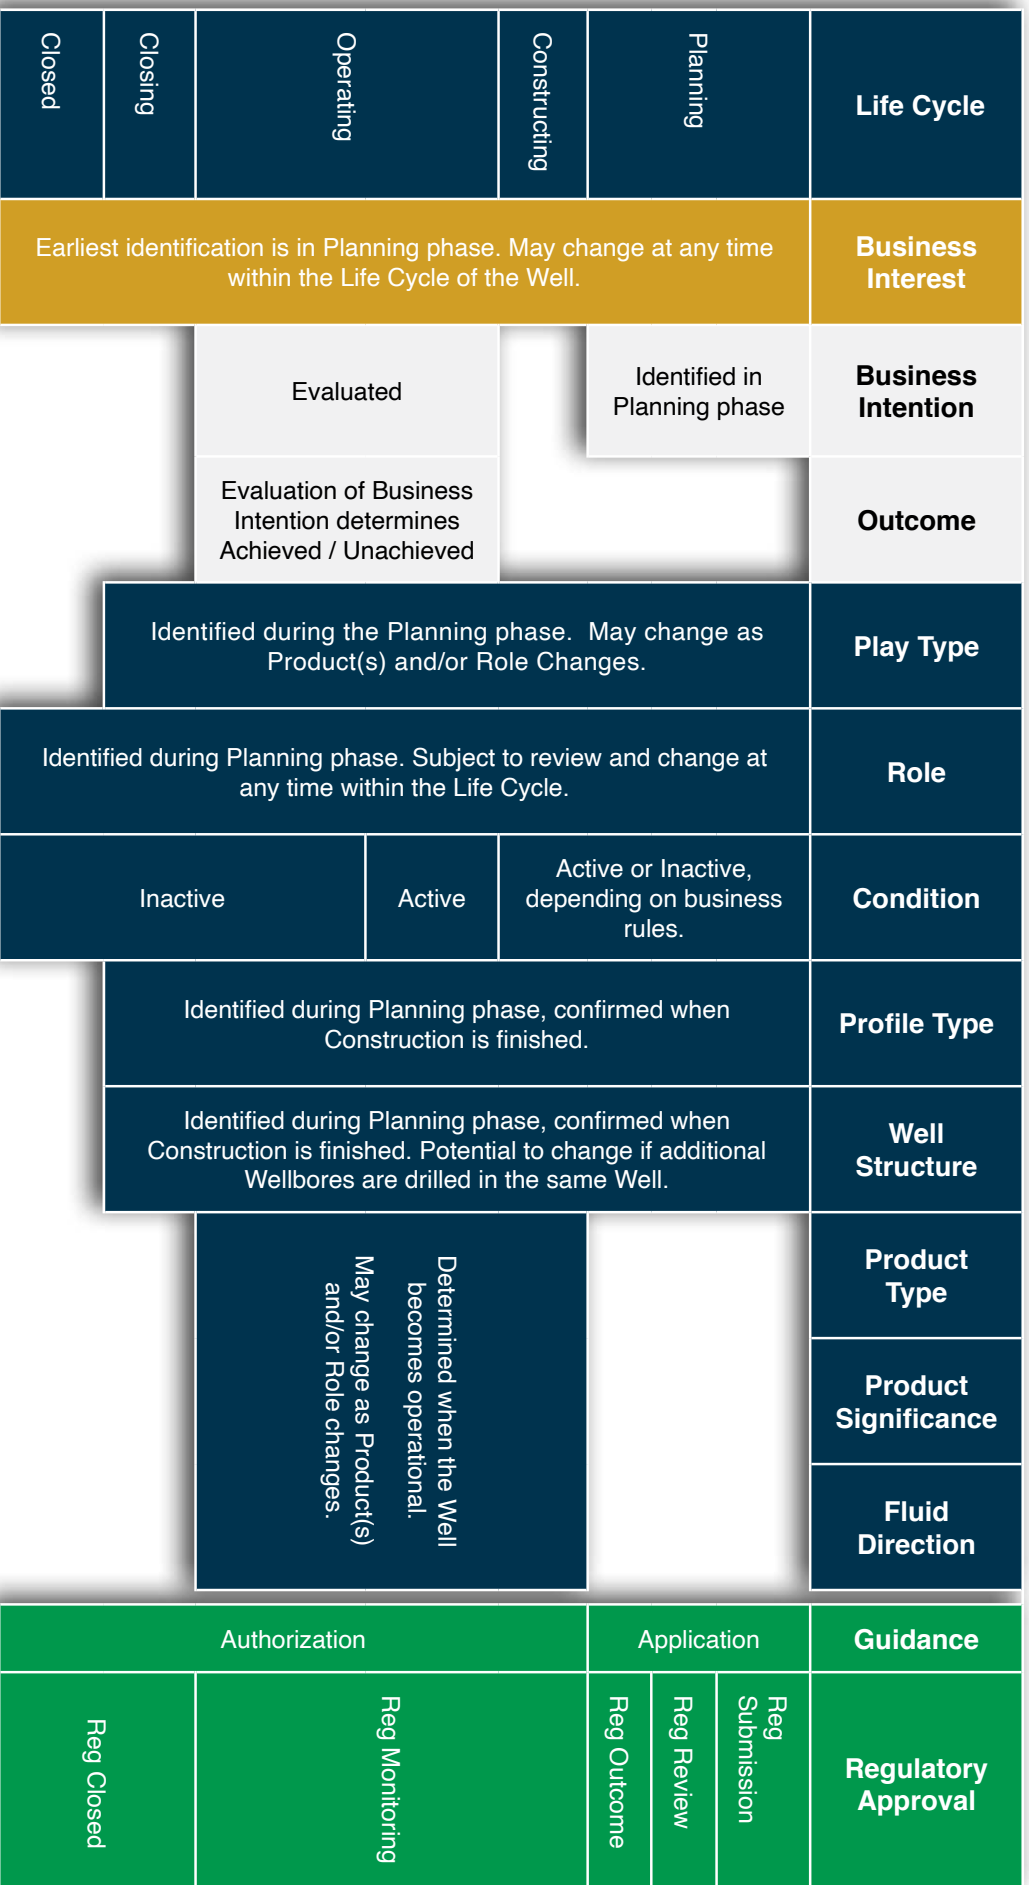 Life Cycle
Planning
Constructing
Operating
Closing
Closed
Business
Interest
Earliest identification is in Planning phase. May change at any time
within the Life Cycle of the Well.
Business
Intention
Identified in
Planning phase
Evaluated
Outcome
Evaluation of Business
Intention determines
Achieved / Unachieved
Play Type
Identified during the Planning phase.  May change as
Product(s) and/or Role Changes.
Role
Identified during Planning phase. Subject to review and change at
any time within the Life Cycle.
Condition
Active or Inactive,
depending on business
rules.
Active
Inactive
Profile Type
Identified during Planning phase, confirmed when
Construction is finished.
Well
Structure
Identified during Planning phase, confirmed when
Construction is finished. Potential to change if additional
Wellbores are drilled in the same Well.
Product
Type
Product
Significance
Fluid
Direction
Determined when the Well
becomes operational.
May change as Product(s)
and/or Role changes.
Guidance
Application
Authorization
Regulatory
Approval
Reg
Submission
Reg Review
Reg Outcome
Reg Monitoring
Reg Closed